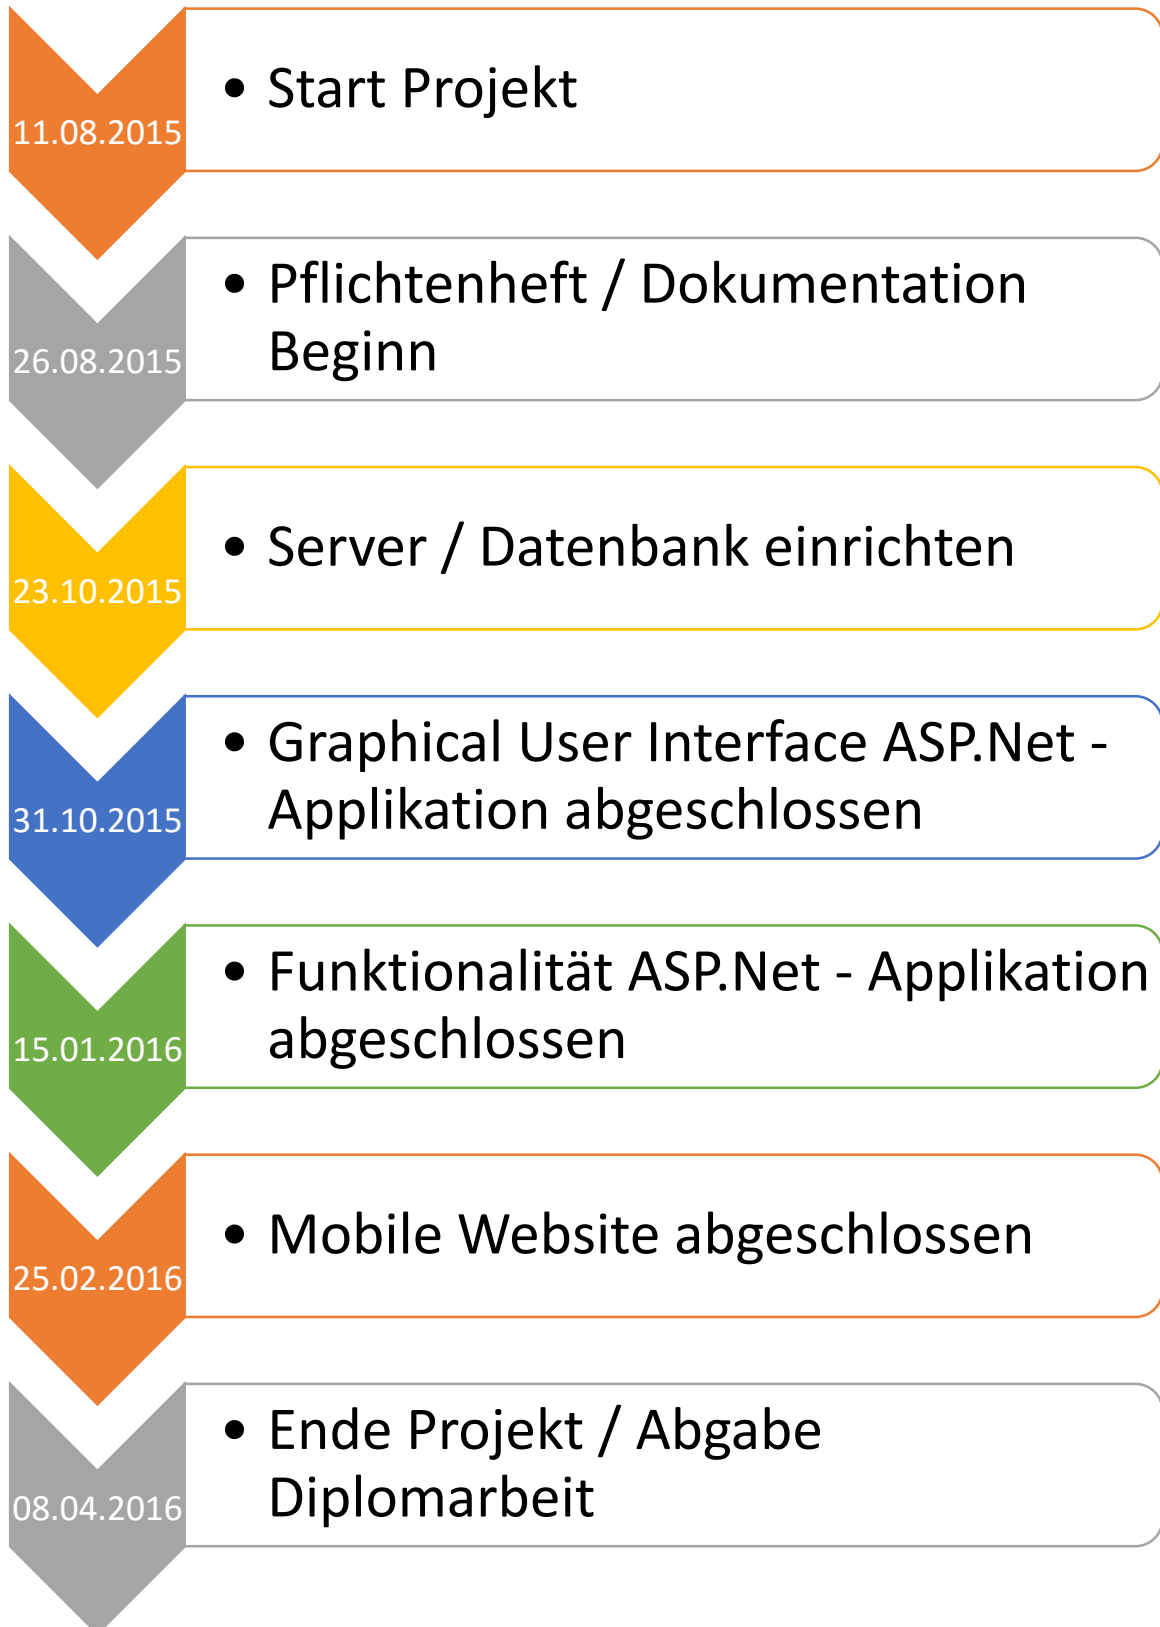 11.08.2015
• Start Projekt
26.08.2015
• Pflichtenheft / Dokumentation
Beginn
23.10.2015
• Server / Datenbank einrichten
31.10.2015
• Graphical User Interface ASP.Net -
Applikation abgeschlossen
15.01.2016
• Funktionalität ASP.Net - Applikation
abgeschlossen
25.02.2016
• Mobile Website abgeschlossen
08.04.2016
• Ende Projekt / Abgabe
Diplomarbeit